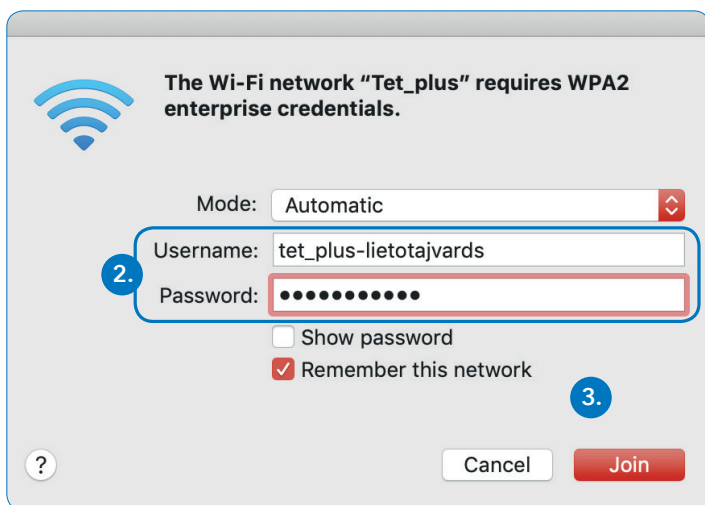 The Wi-Fi network “Tet_plus” requires WPA2
enterprise credentials.
Mode: Automatic
2.
Username: tet_plus-lietotajvards
Password: ●●●●●●●●●●●
Show password
Remember this network
3.
? Cancel Join